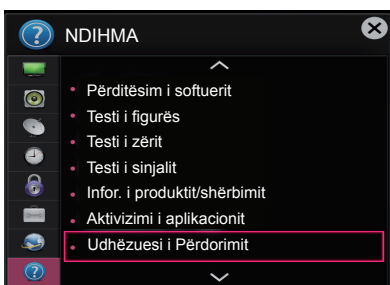 NDIHMA
Përditësim i softuerit
Testi i figurës
Testi i zërit
Testi i sinjalit
Infor. i produktit/shërbimit
Aktivizimi i aplikacionit
Udhëzuesi i Përdorimit